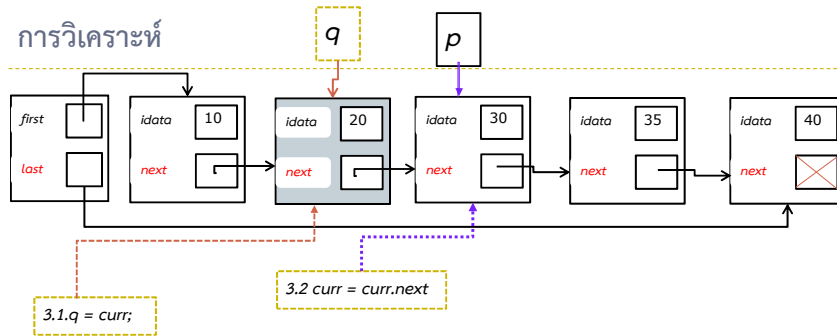 การวิเคราะห์
q
p
first
last
idata 10
next
idata 20
next
idata 30
next
idata 35
next
idata 40
next
3.1.q = curr;
3.2 curr = curr.next